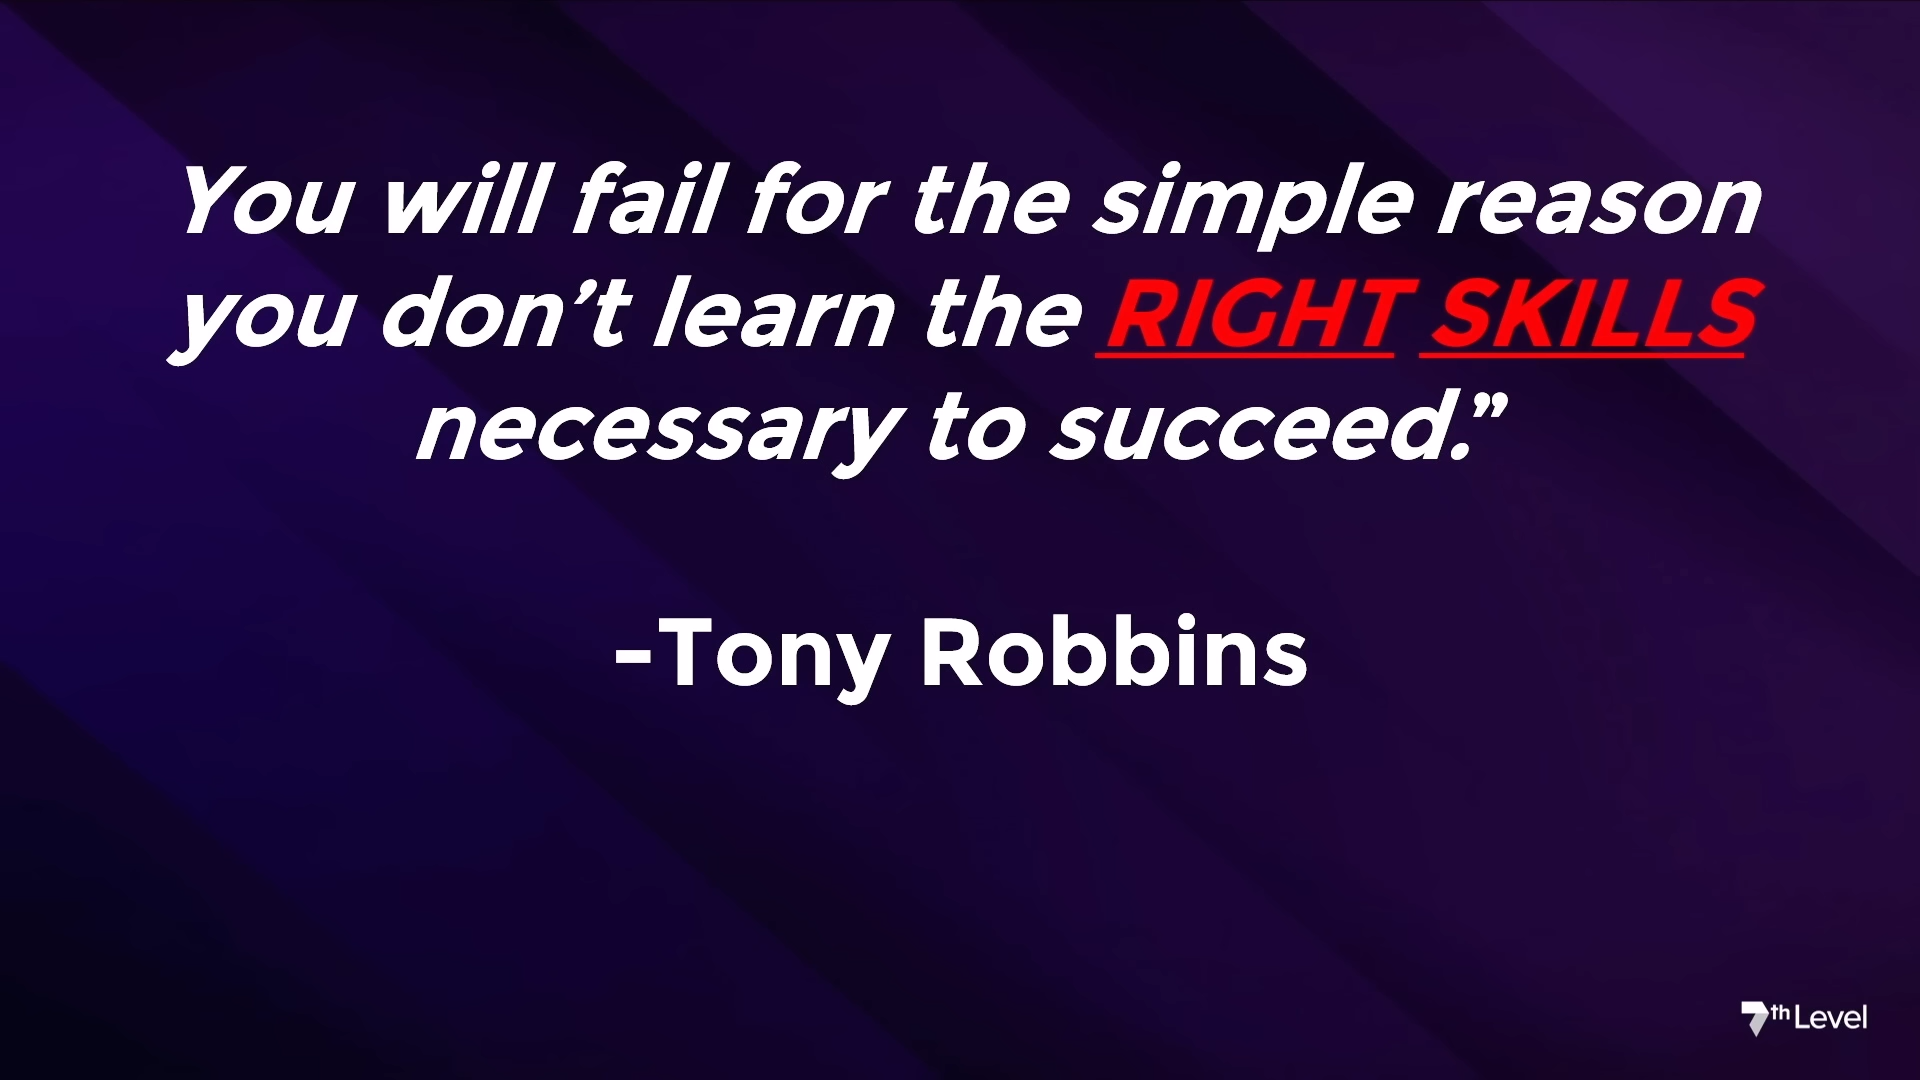 You will fail for the simple reason
you don’t learn the RIGHT SKILLS
necessary to succeed.”
-Tony Robbins
7th Level